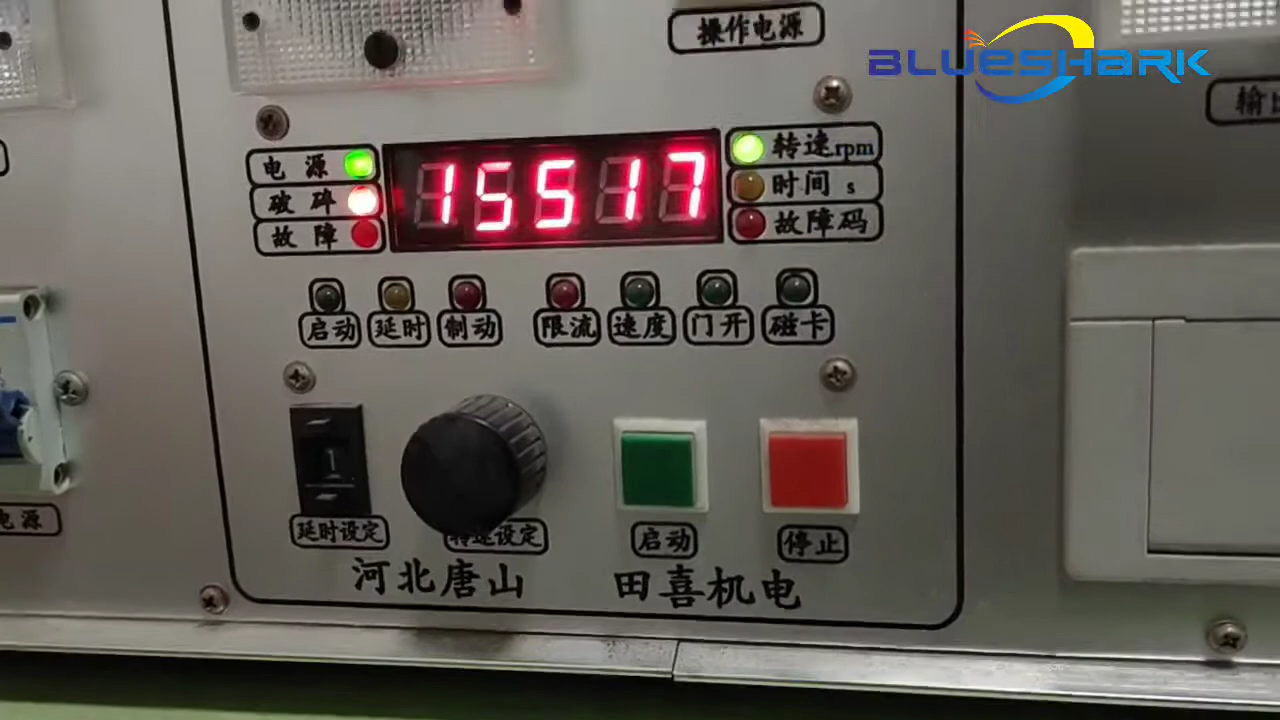 操作电源
BLUESHARK
输
电 源
破 碎
故 障
15517
转速rpm
时间 s
故障码
启动
延时
制动
限流
速度
门开
磁卡
1
延时设定
转速设定
启动
停止
电源
河北唐山
田喜机电